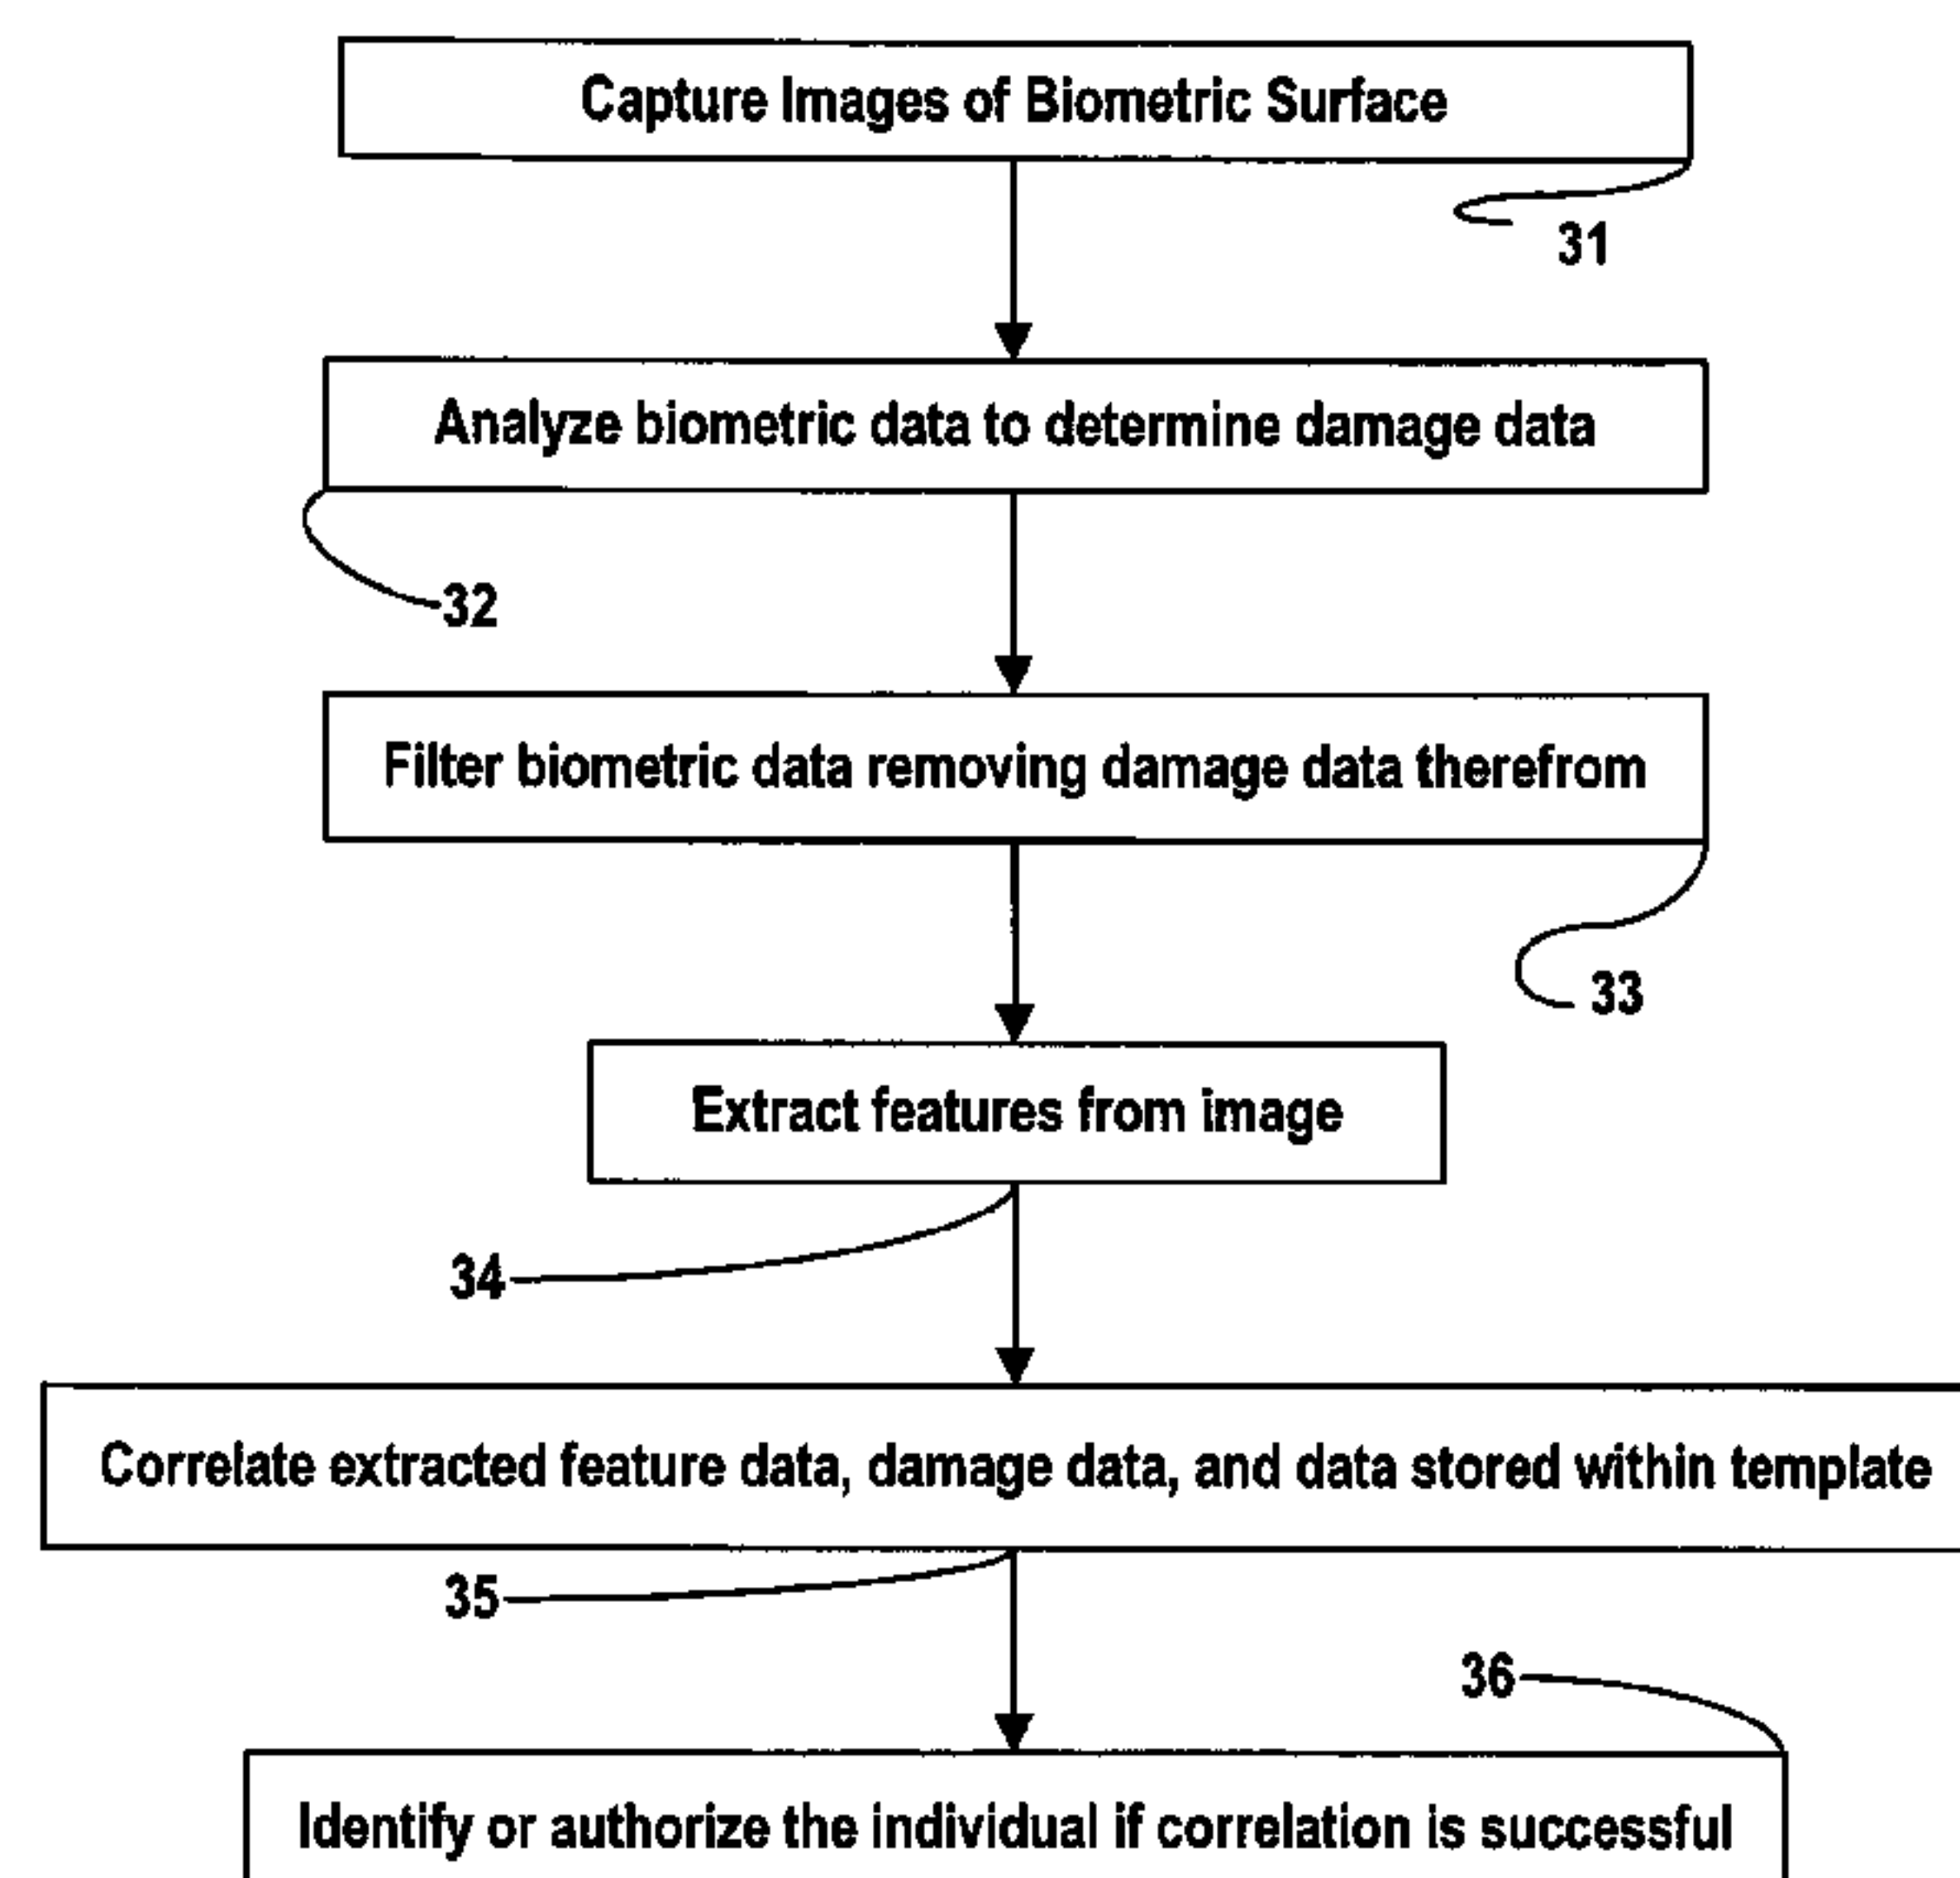 Capture Images of Biometric Surface
31
Analyze biometric data to determine damage data
32
Filter biometric data removing damage data therefrom
33
Extract features from image
34
Correlate extracted feature data, damage data, and data stored within template
35
36
Identify or authorize the individual if correlation is successful